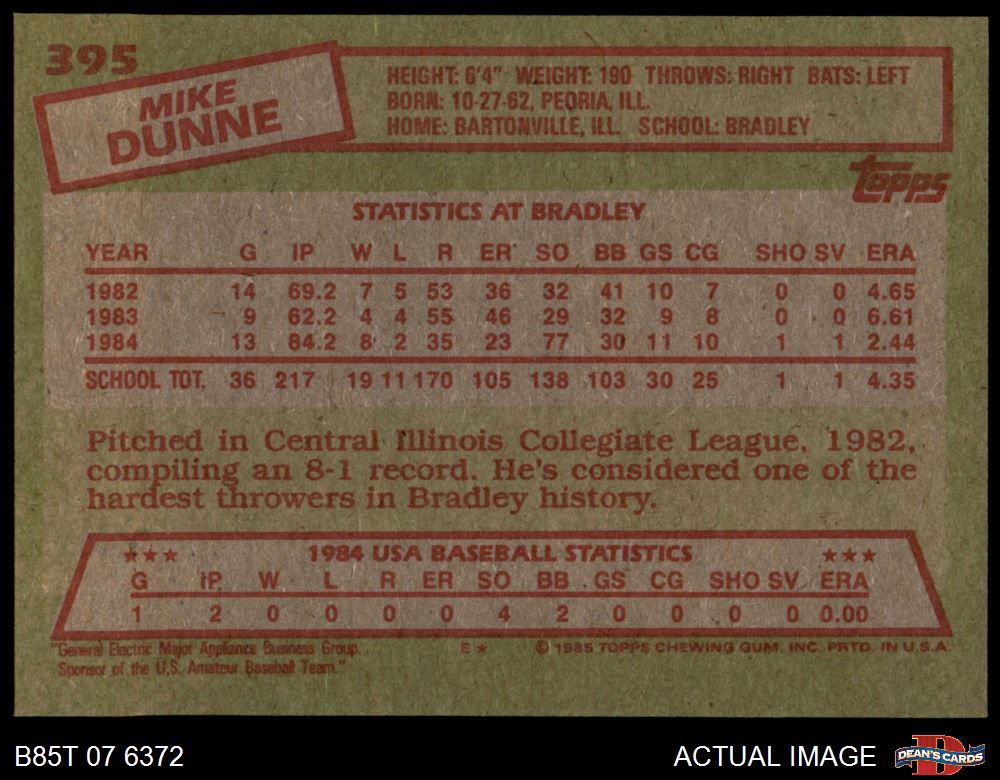 395
MIKE
DUNNE
HEIGHT: 6'4" WEIGHT: 190 THROWS: RIGHT BATS: LEFT
BORN: 10-27-62, PEORIA, ILL.
HOME: BARTONVILLE, ILL. SCHOOL: BRADLEY
Topps
STATISTICS AT BRADLEY
YEAR G IP W L R ER SO BB GS CG SHO SV ERA
1982 14 69.2 7 5 53 36 32 41 10 7 0 0 4.65
1983 9 62.2 4 4 55 46 29 32 9 8 0 0 6.61
1984 13 84.2 8 2 35 23 77 30 11 10 1 1 2.44
SCHOOL TOT. 36 217 19 11 170 105 138 103 30 25 1 1 4.35
Pitched in Central Illinois Collegiate League, 1982,
compiling an 8-1 record. He's considered one of the
hardest throwers in Bradley history.
★★★ 1984 USA BASEBALL STATISTICS ★★★
G IP W L R ER SO BB GS CG SHO SV ERA
1 2 0 0 0 0 4 2 0 0 0 0 0.00
"General Electric Major Appliance Business Group.
Sponsor of the U.S. Amateur Baseball Team."
E ★ © 1985 TOPPS CHEWING GUM, INC. PRTD. IN U.S.A.
B85T 07 6372
ACTUAL IMAGE
DEAN'S CARDS